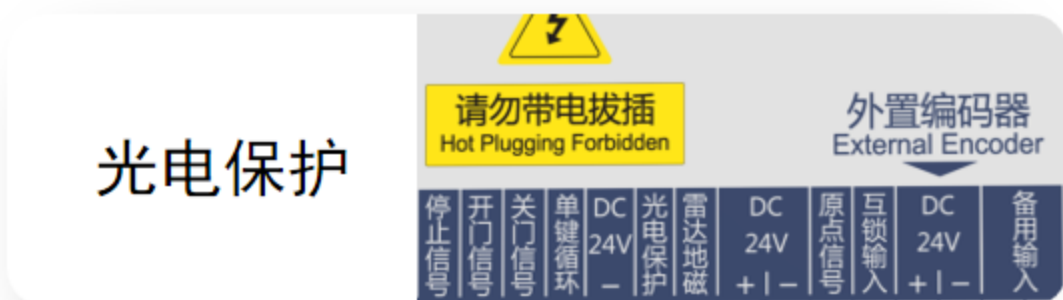 光电保护
请勿带电拔插
Hot Plugging Forbidden
外置编码器
External Encoder
停止信号
开门信号
关门信号
单键循环
DC
24V
–
光电保护
雷达地磁
DC
24V
+ | –
原点信号
互锁输入
DC
24V
+ | –
备用输入